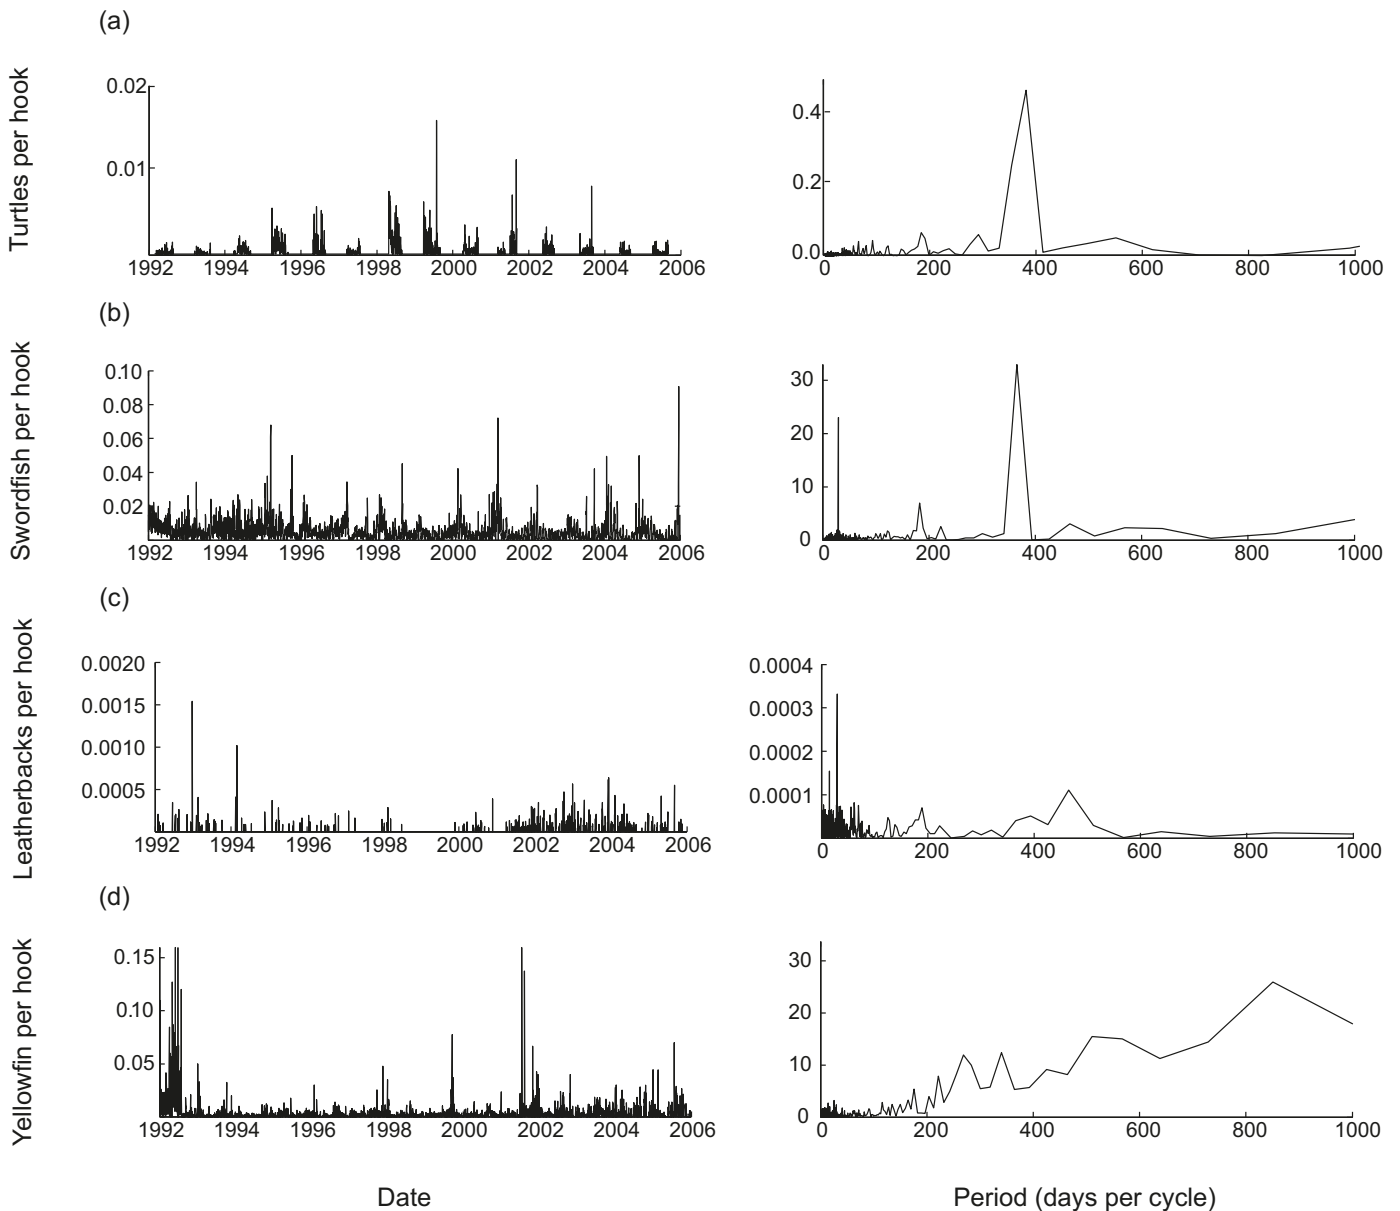 (a)
Turtles per hook
0.02
0.01
1992 1994 1996 1998 2000 2002 2004 2006
0.4
0.2
0.0
0 200 400 600 800 1000
(b)
Swordfish per hook
0.10
0.08
0.06
0.04
0.02
1992 1994 1996 1998 2000 2002 2004 2006
30
20
10
0
0 200 400 600 800 1000
(c)
Leatherbacks per hook
0.0020
0.0015
0.0010
0.0005
1992 1994 1996 1998 2000 2002 2004 2006
0.0004
0.0003
0.0002
0.0001
0 200 400 600 800 1000
(d)
Yellowfin per hook
0.15
0.10
0.05
1992 1994 1996 1998 2000 2002 2004 2006
30
20
10
0
0 200 400 600 800 1000
Date
Period (days per cycle)